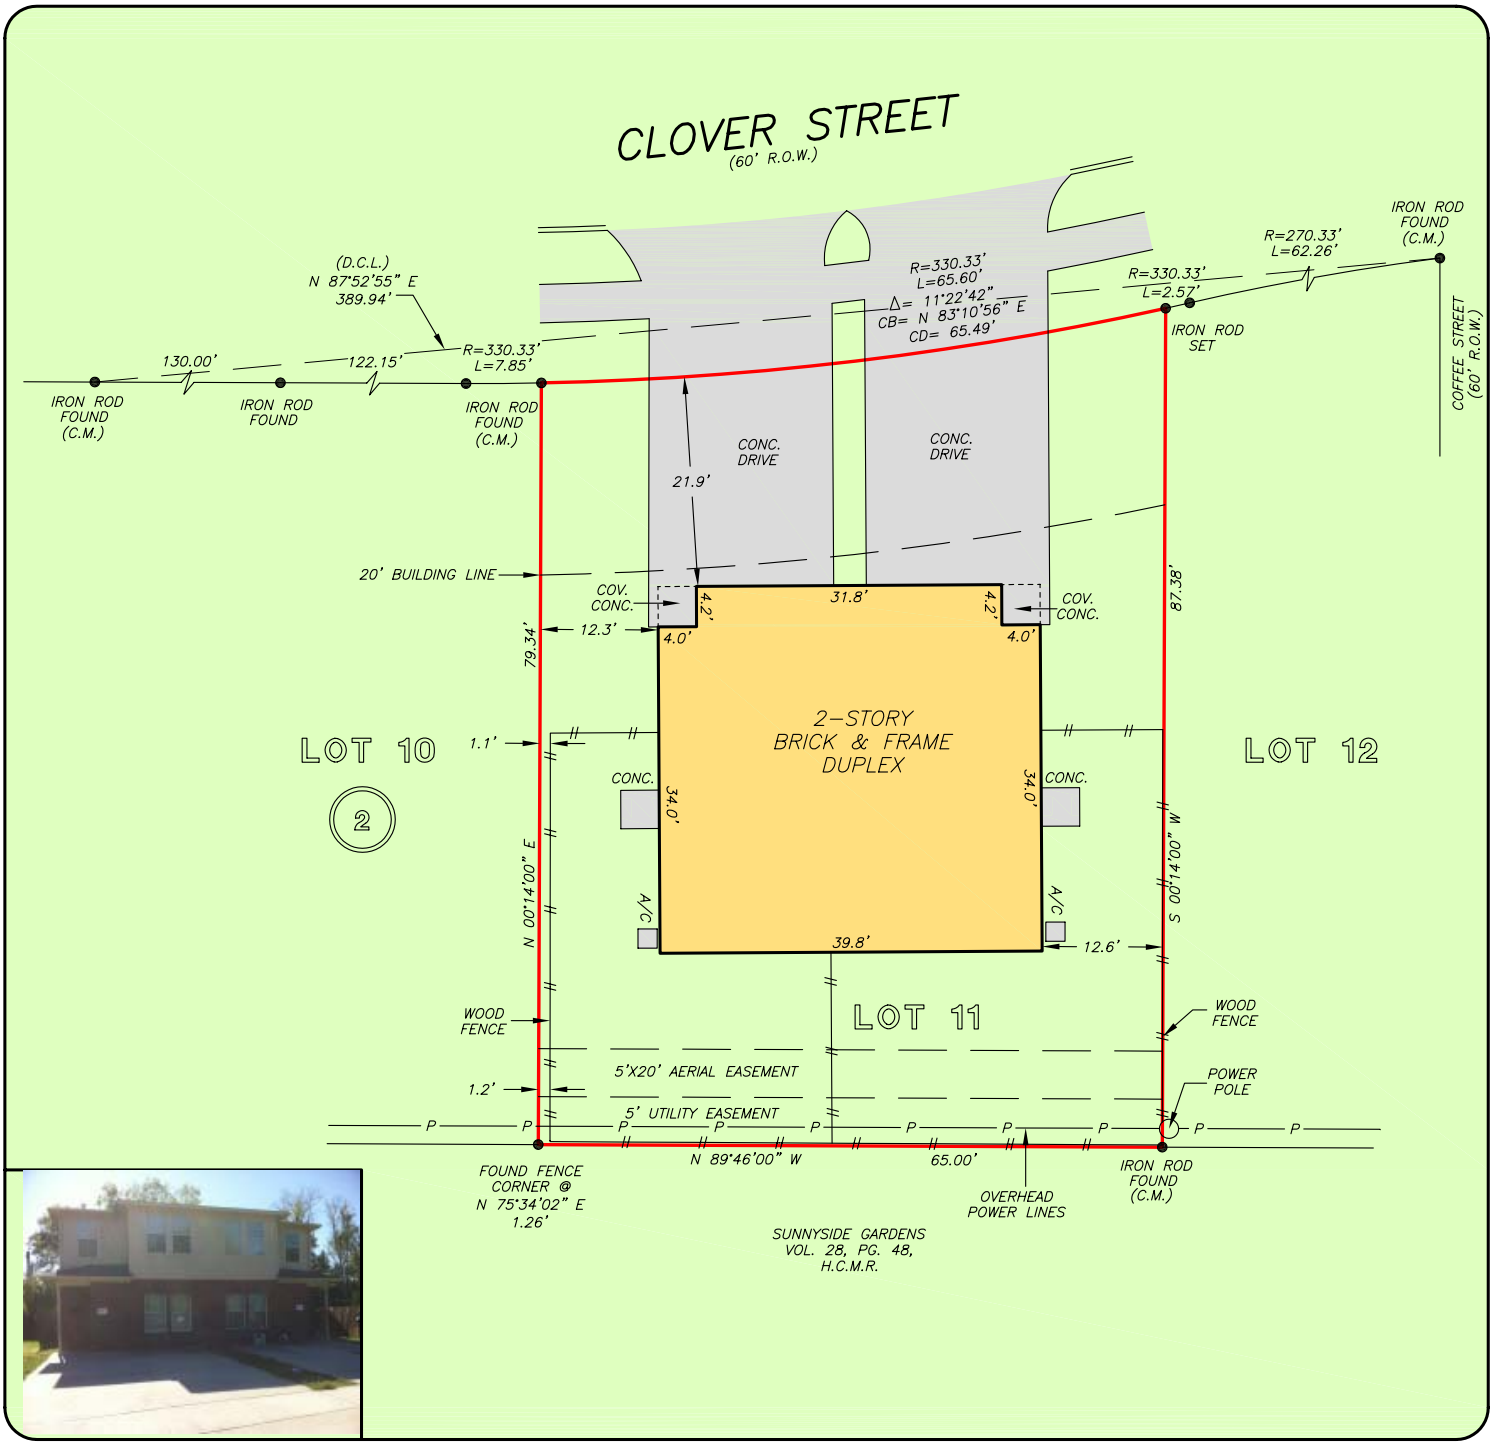 CLOVER STREET
(60' R.O.W.)
IRON ROD
FOUND
(C.M.)
R=270.33'
L=62.26'
(D.C.L.)
N 87°52'55" E
389.94'
R=330.33'
L=65.60'
Δ= 11°22'42"
CB= N 83°10'56" E
CD= 65.49'
R=330.33'
L=2.57'
IRON ROD
SET
COFFEE STREET
(60' R.O.W.)
130.00'
122.15'
R=330.33'
L=7.85'
IRON ROD
FOUND
(C.M.)
IRON ROD
FOUND
IRON ROD
FOUND
(C.M.)
CONC.
DRIVE
CONC.
DRIVE
21.9'
20' BUILDING LINE
COV.
CONC.
4.2'
31.8'
4.2'
COV.
CONC.
87.38'
79.34'
12.3'
4.0'
4.0'
2-STORY
BRICK & FRAME
DUPLEX
LOT 10
1.1'
LOT 12
2
CONC.
34.0'
34.0'
CONC.
N 00°14'00" E
S 00°14'00" W
A/C
A/C
39.8'
12.6'
WOOD
FENCE
LOT 11
WOOD
FENCE
5'X20' AERIAL EASEMENT
1.2'
POWER
POLE
5' UTILITY EASEMENT
P P P P P P P P P P
N 89°46'00" W 65.00'
FOUND FENCE
CORNER @
N 75°34'02" E
1.26'
IRON ROD
FOUND
(C.M.)
OVERHEAD
POWER LINES
SUNNYSIDE GARDENS
VOL. 28, PG. 48,
H.C.M.R.